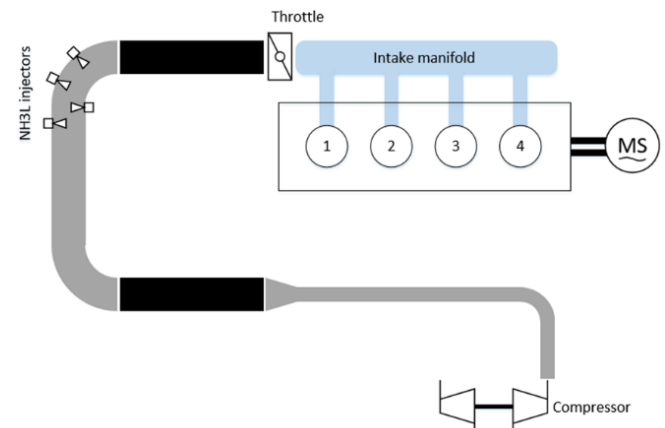 Throttle
NH3L injectors
Intake manifold
1
2
3
4
MS
Compressor